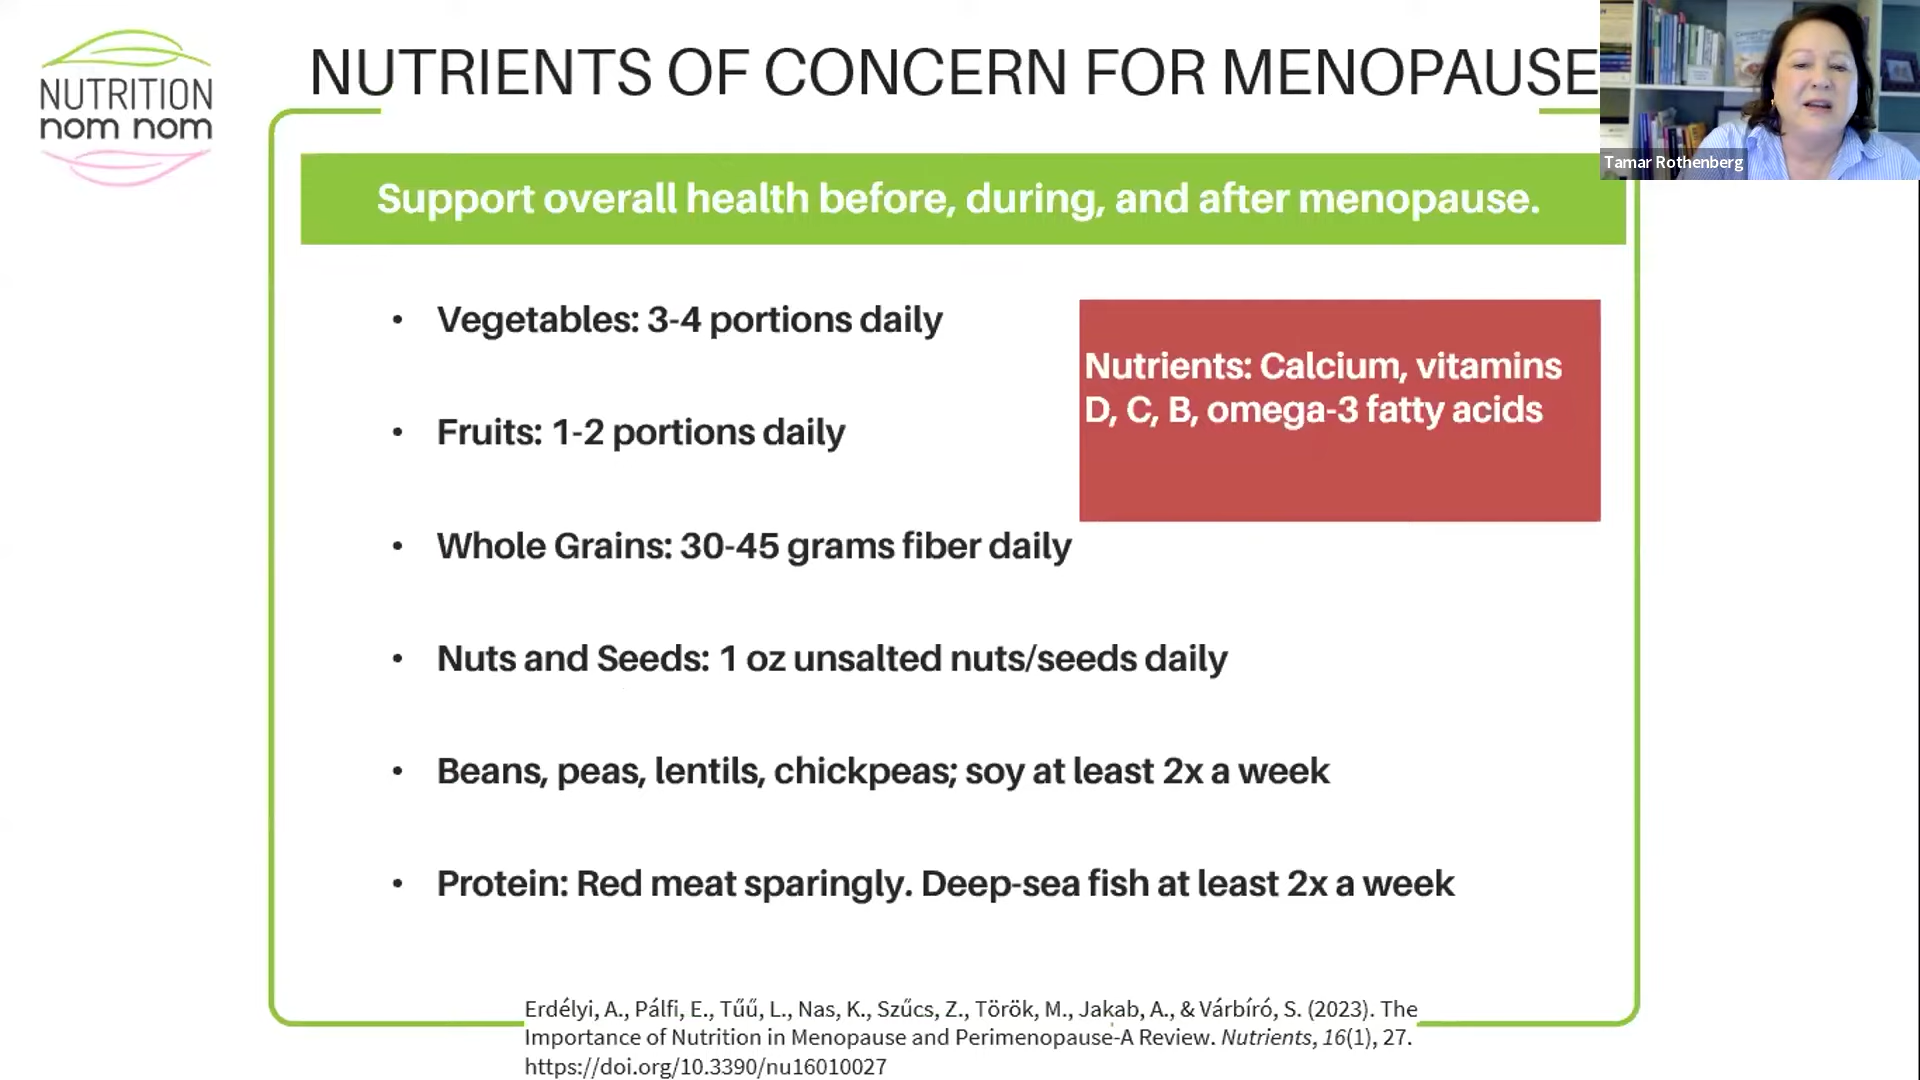 NUTRITION
nom nom
NUTRIENTS OF CONCERN FOR MENOPAUSE
Tamar Rothenberg
Support overall health before, during, and after menopause.
• Vegetables: 3-4 portions daily
• Fruits: 1-2 portions daily
• Whole Grains: 30-45 grams fiber daily
• Nuts and Seeds: 1 oz unsalted nuts/seeds daily
• Beans, peas, lentils, chickpeas; soy at least 2x a week
• Protein: Red meat sparingly. Deep-sea fish at least 2x a week
Nutrients: Calcium, vitamins
D, C, B, omega-3 fatty acids
Erdélyi, A., Pálfi, E., Tűű, L., Nas, K., Szűcs, Z., Török, M., Jakab, A., & Várbíró, S. (2023). The
Importance of Nutrition in Menopause and Perimenopause-A Review. Nutrients, 16(1), 27.
https://doi.org/10.3390/nu16010027